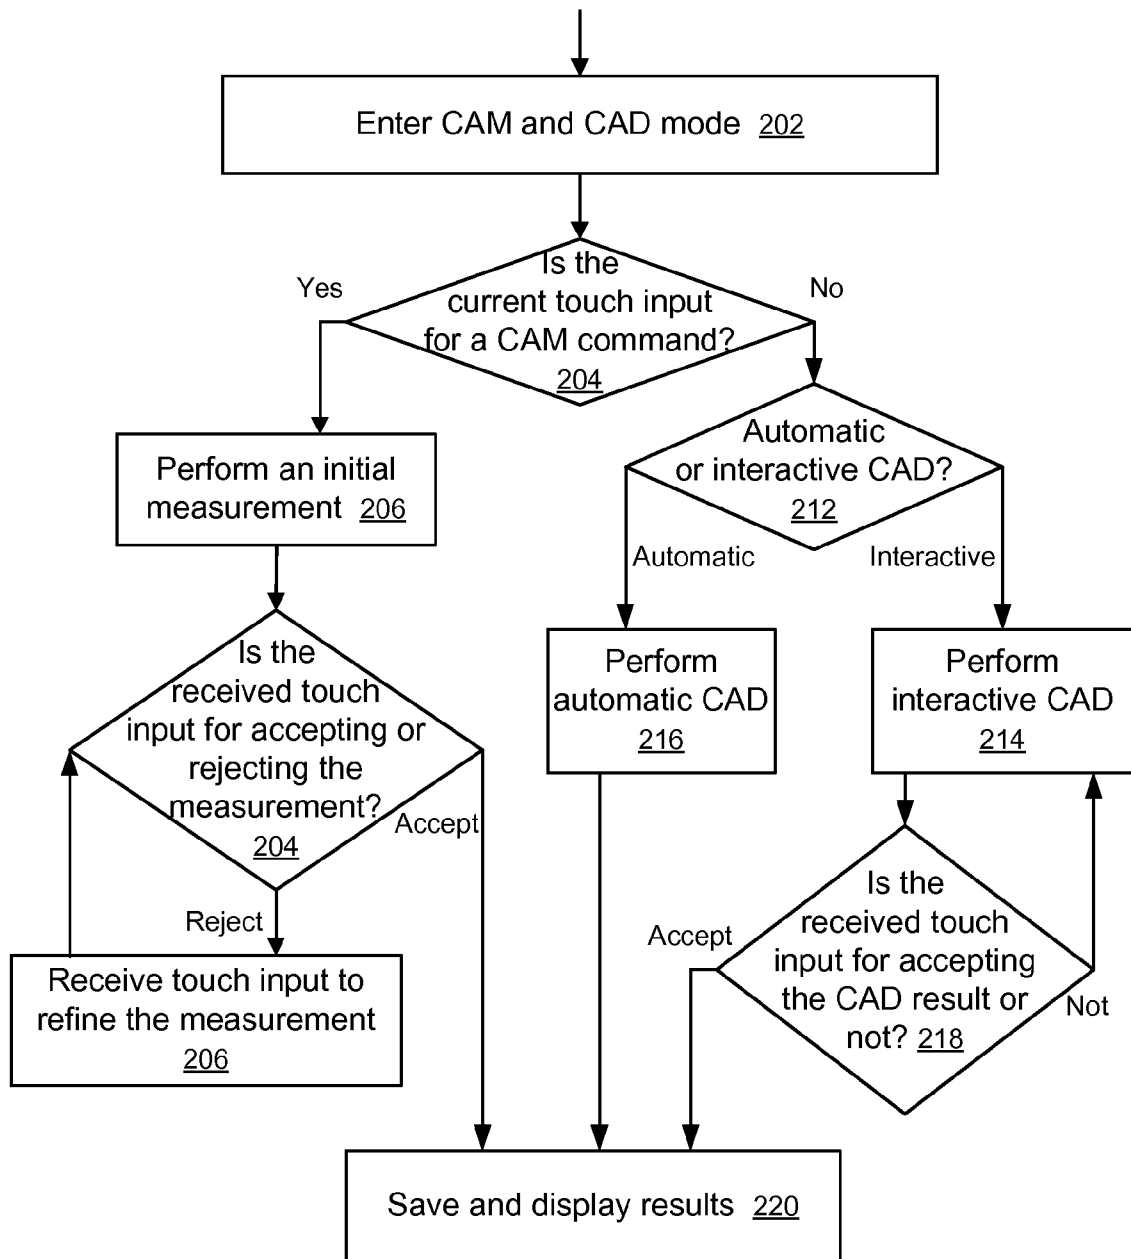 Enter CAM and CAD mode 202
Is the
current touch input
for a CAM command?
204
Yes
No
Perform an initial
measurement 206
Automatic
or interactive CAD?
212
Automatic
Interactive
Is the
received touch
input for accepting or
rejecting the
measurement?
204
Accept
Reject
Perform
automatic CAD
216
Perform
interactive CAD
214
Receive touch input to
refine the measurement
206
Is the
received touch
input for accepting
the CAD result or
not? 218
Accept
Not
Save and display results 220